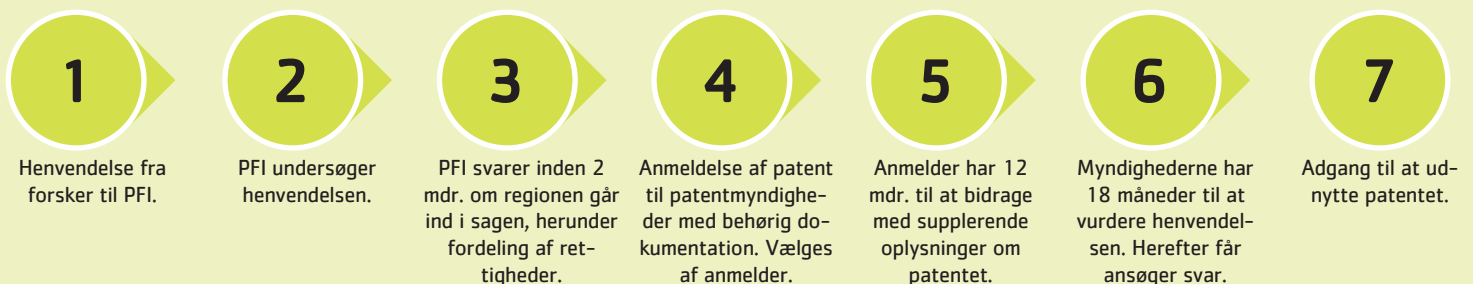 1
Henvendelse fra
forsker til PFI.
2
PFI undersøger
henvendelsen.
3
PFI svarer inden 2
mdr. om regionen går
ind i sagen, herunder
fordeling af ret-
tigheder.
4
Anmeldelse af patent
til patentmyndighe-
der med behørig do-
kumentation. Vælges
af anmelder.
5
Anmelder har 12
mdr. til at bidrage
med supplerende
oplysninger om
patentet.
6
Myndighederne har
18 måneder til at
vurdere henvendel-
sen. Herefter får
ansøger svar.
7
Adgang til at ud-
nytte patentet.